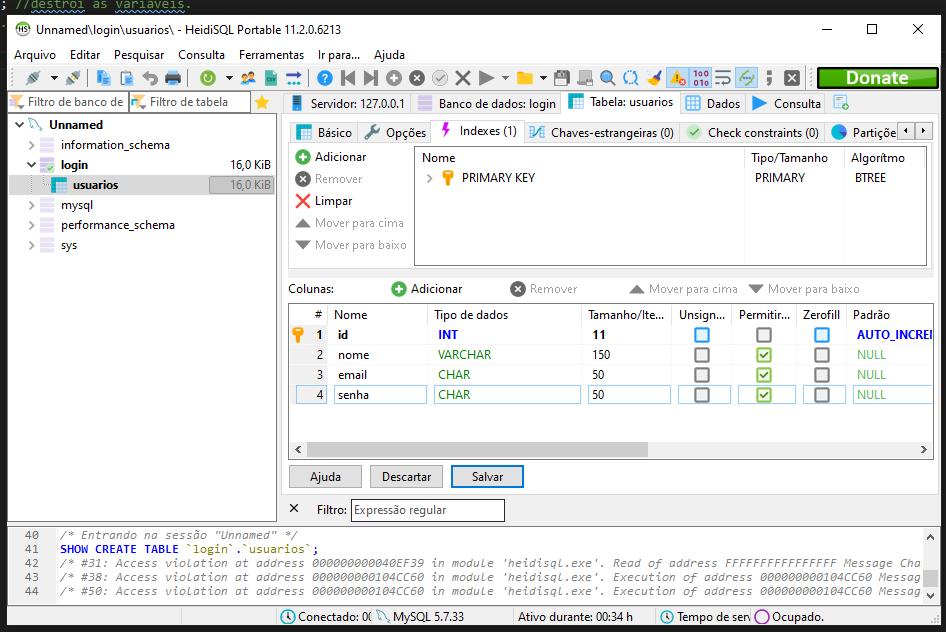 ; //destroi as variaveis.
HS Unnamed\login\usuarios\ - HeidiSQL Portable 11.2.0.6213
Arquivo Editar Pesquisar Consulta Ferramentas Ir para... Ajuda
Donate
Filtro de banco de Filtro de tabela
Servidor: 127.0.0.1 Banco de dados: login Tabela: usuarios Dados Consulta
Unnamed
information_schema
login 16,0 KiB
usuarios 16,0 KiB
mysql
performance_schema
sys
Básico Opções Indexes (1) Chaves-estrangeiras (0) Check constraints (0) Partiçõe
Adicionar
Remover
Limpar
Mover para cima
Mover para baixo
Nome Tipo/Tamanho Algorítmo
PRIMARY KEY PRIMARY BTREE
Colunas: Adicionar Remover Mover para cima Mover para baixo
# Nome Tipo de dados Tamanho/Ite... Unsign... Permitir... Zerofill Padrão
1 id INT 11 AUTO_INCREI
2 nome VARCHAR 150 NULL
3 email CHAR 50 NULL
4 senha CHAR 50 NULL
Ajuda Descartar Salvar
Filtro: Expressão regular
40 /* Entrando na sessão "Unnamed" */
41 SHOW CREATE TABLE `login`.`usuarios`;
42 /* #31: Access violation at address 000000000040EF39 in module 'heidisql.exe'. Read of address FFFFFFFFFFFFFFFF Message Cha
43 /* #38: Access violation at address 000000000104CC60 in module 'heidisql.exe'. Execution of address 000000000104CC60 Messag
44 /* #50: Access violation at address 000000000104CC60 in module 'heidisql.exe'. Execution of address 000000000104CC60 Messag
Conectado: 00 MySQL 5.7.33 Ativo durante: 00:34 h Tempo de serv Ocupado.